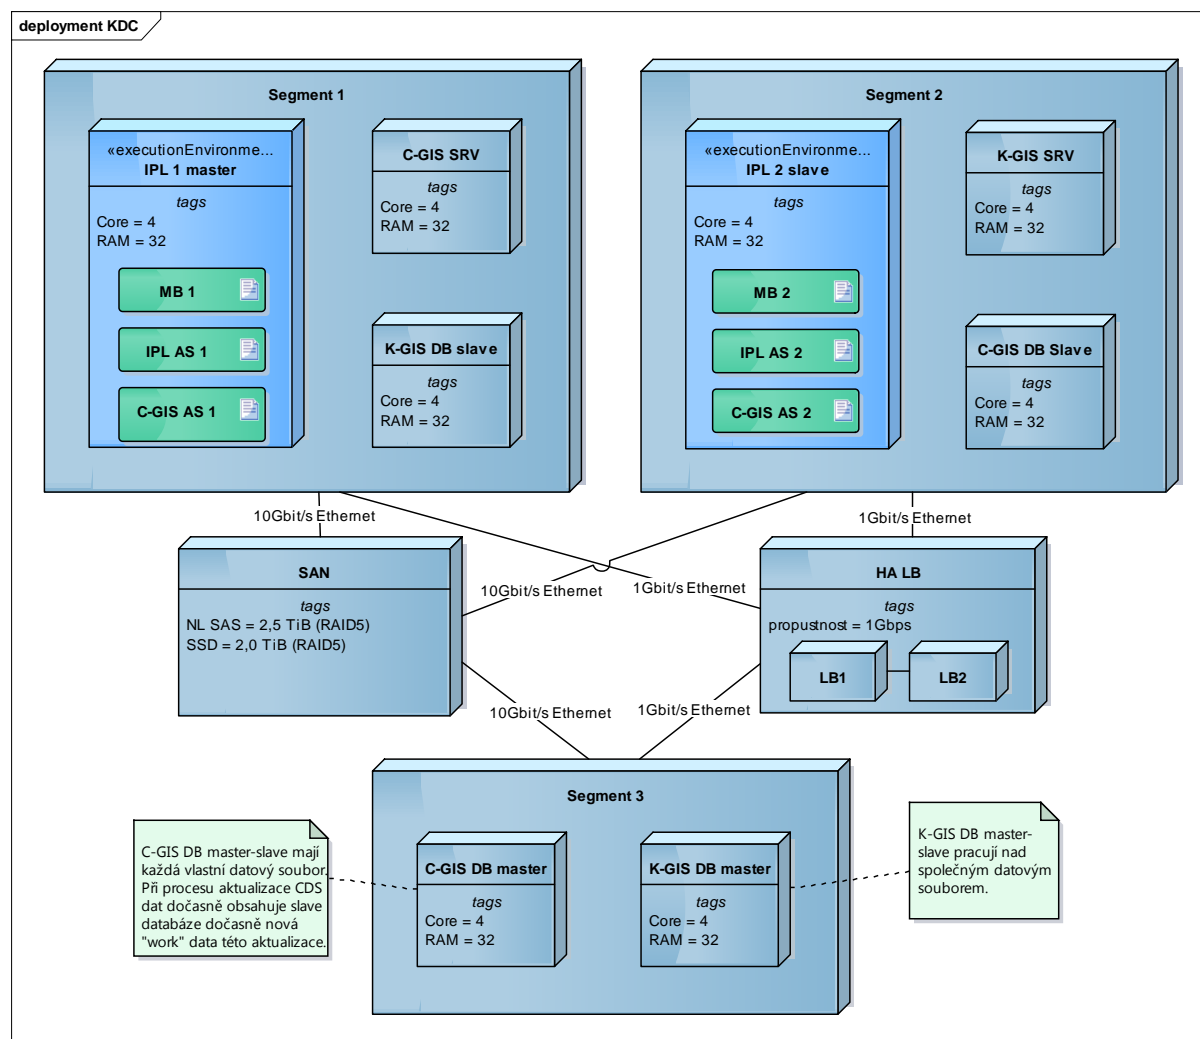 deployment KDC
Segment 1
«executionEnvironme...
IPL 1 master
tags
Core = 4
RAM = 32
MB 1
IPL AS 1
C-GIS AS 1
C-GIS SRV
tags
Core = 4
RAM = 32
K-GIS DB slave
tags
Core = 4
RAM = 32
Segment 2
«executionEnvironme...
IPL 2 slave
tags
Core = 4
RAM = 32
MB 2
IPL AS 2
C-GIS AS 2
K-GIS SRV
tags
Core = 4
RAM = 32
C-GIS DB Slave
tags
Core = 4
RAM = 32
10Gbit/s Ethernet
1Gbit/s Ethernet
10Gbit/s Ethernet
1Gbit/s Ethernet
SAN
tags
NL SAS = 2,5 TiB (RAID5)
SSD = 2,0 TiB (RAID5)
HA LB
tags
propustnost = 1Gbps
LB1
LB2
10Gbit/s Ethernet
1Gbit/s Ethernet
Segment 3
C-GIS DB master
tags
Core = 4
RAM = 32
K-GIS DB master
tags
Core = 4
RAM = 32
C-GIS DB master-slave mají
každá vlastní datový soubor.
Při procesu aktualizace CDS
dat dočasně obsahuje slave
databáze dočasně nová
"work" data této aktualizace.
K-GIS DB master-
slave pracují nad
společným datovým
souborem.